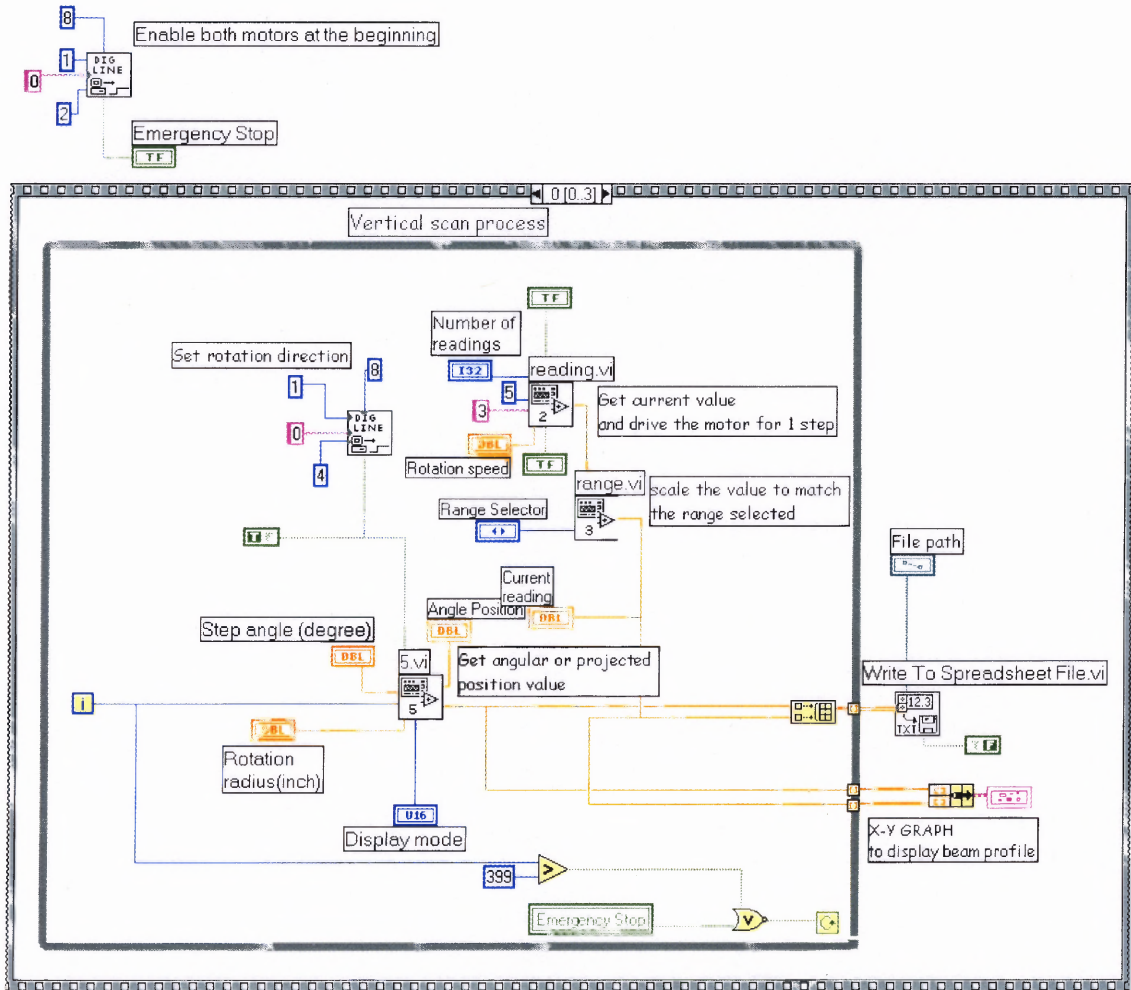 8
Enable both motors at the beginning
DIG
LINE
1
0
2
Emergency Stop
TF
0 [0..3]
Vertical scan process
TF
Number of
readings
I32
reading.vi
5
3
2
Get current value
and drive the motor for 1 step
DBL
Rotation speed
TF
Set rotation direction
8
1
DIG
LINE
0
4
range.vi
scale the value to match
the range selected
Range Selector
3
T F
File path
Current
reading
DBL
Angle Position
DBL
Step angle (degree)
DBL
5.vi
5
Get angular or projected
position value
Write To Spreadsheet File.vi
12.3
TXT
F
i
DBL
Rotation
radius(inch)
U16
Display mode
X-Y GRAPH
to display beam profile
399
>
Emergency Stop
V